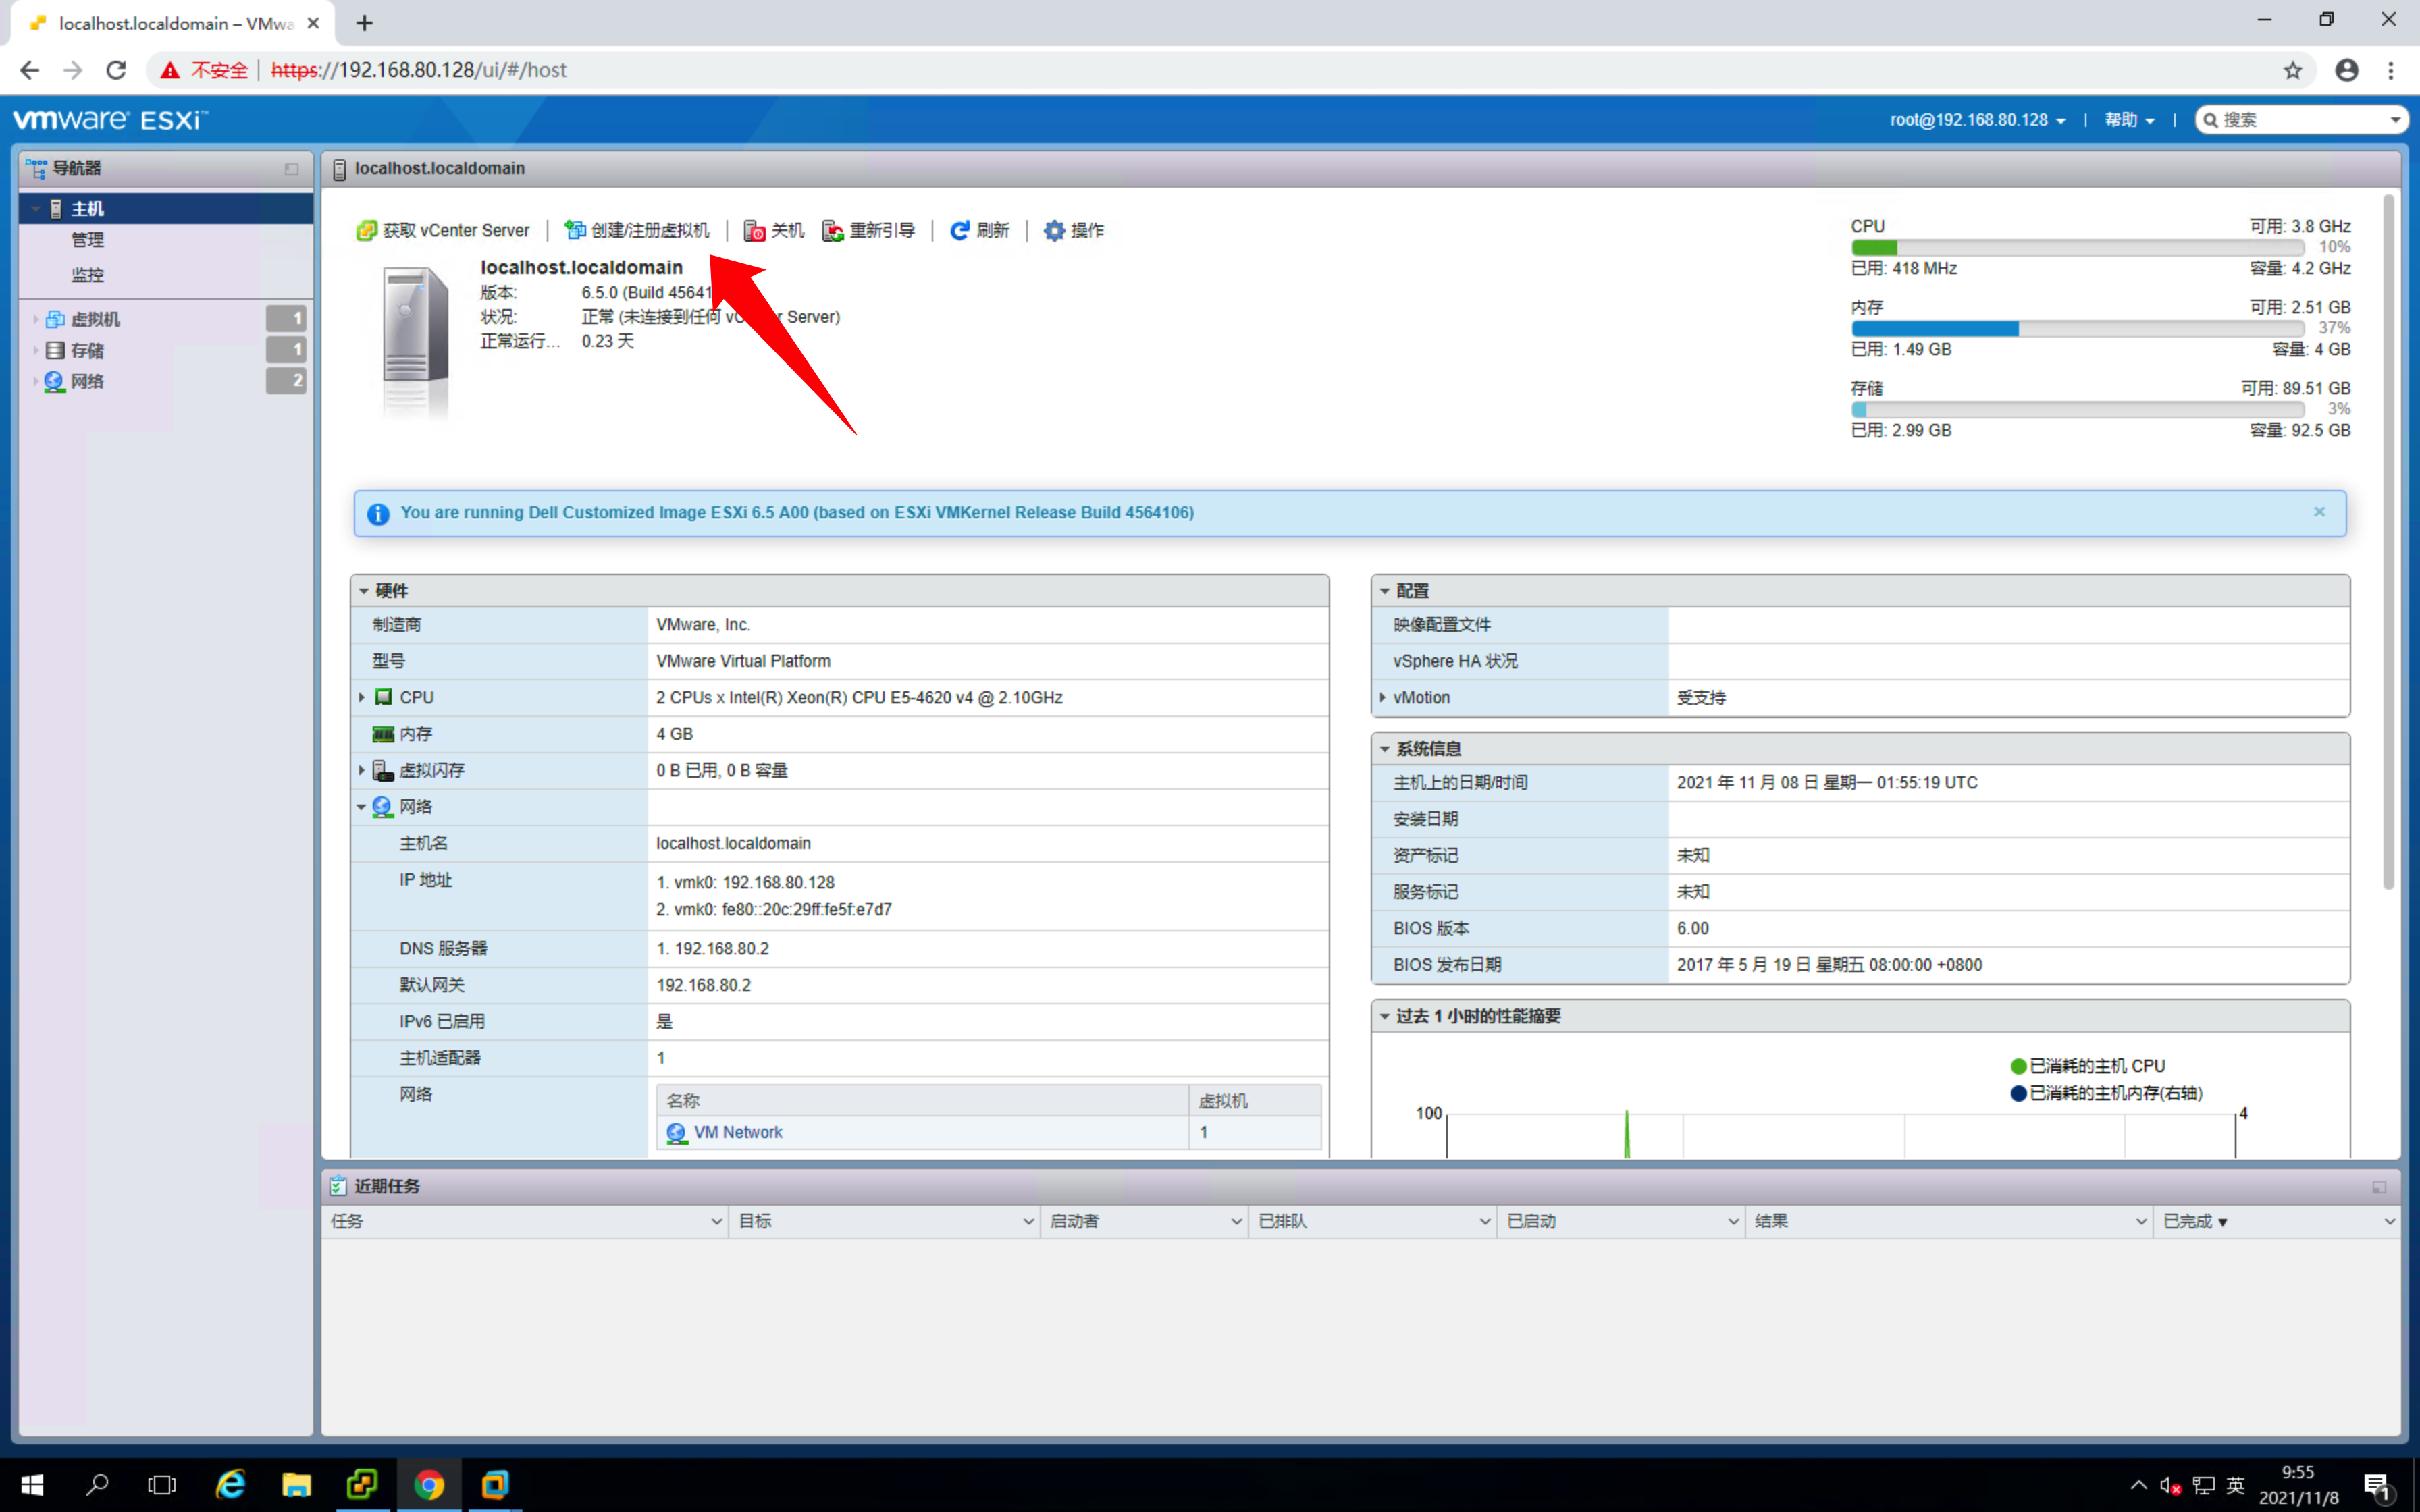 localhost.localdomain – VMwa
不安全 https://192.168.80.128/ui/#/host
vmware ESXi™
root@192.168.80.128 | 帮助 | 搜索
导航器
主机
管理
监控
虚拟机 1
存储 1
网络 2
localhost.localdomain
获取 vCenter Server | 创建/注册虚拟机 | 关机 重新引导 | 刷新 | 操作
localhost.localdomain
版本: 6.5.0 (Build 45641
状况: 正常 (未连接到任何 vC r Server)
正常运行... 0.23 天
CPU 可用: 3.8 GHz
10%
已用: 418 MHz 容量: 4.2 GHz
内存 可用: 2.51 GB
37%
已用: 1.49 GB 容量: 4 GB
存储 可用: 89.51 GB
3%
已用: 2.99 GB 容量: 92.5 GB
You are running Dell Customized Image ESXi 6.5 A00 (based on ESXi VMKernel Release Build 4564106)
硬件
制造商 VMware, Inc.
型号 VMware Virtual Platform
CPU 2 CPUs x Intel(R) Xeon(R) CPU E5-4620 v4 @ 2.10GHz
内存 4 GB
虚拟闪存 0 B 已用, 0 B 容量
网络
主机名 localhost.localdomain
IP 地址 1. vmk0: 192.168.80.128
2. vmk0: fe80::20c:29ff:fe5f:e7d7
DNS 服务器 1. 192.168.80.2
默认网关 192.168.80.2
IPv6 已启用 是
主机适配器 1
网络 名称 虚拟机
VM Network 1
配置
映像配置文件
vSphere HA 状况
vMotion 受支持
系统信息
主机上的日期/时间 2021 年 11 月 08 日 星期一 01:55:19 UTC
安装日期
资产标记 未知
服务标记 未知
BIOS 版本 6.00
BIOS 发布日期 2017 年 5 月 19 日 星期五 08:00:00 +0800
过去 1 小时的性能摘要
已消耗的主机 CPU
已消耗的主机内存(右轴)
100 4
近期任务
任务 目标 启动者 已排队 已启动 结果 已完成 ▼
英 9:55
2021/11/8
1